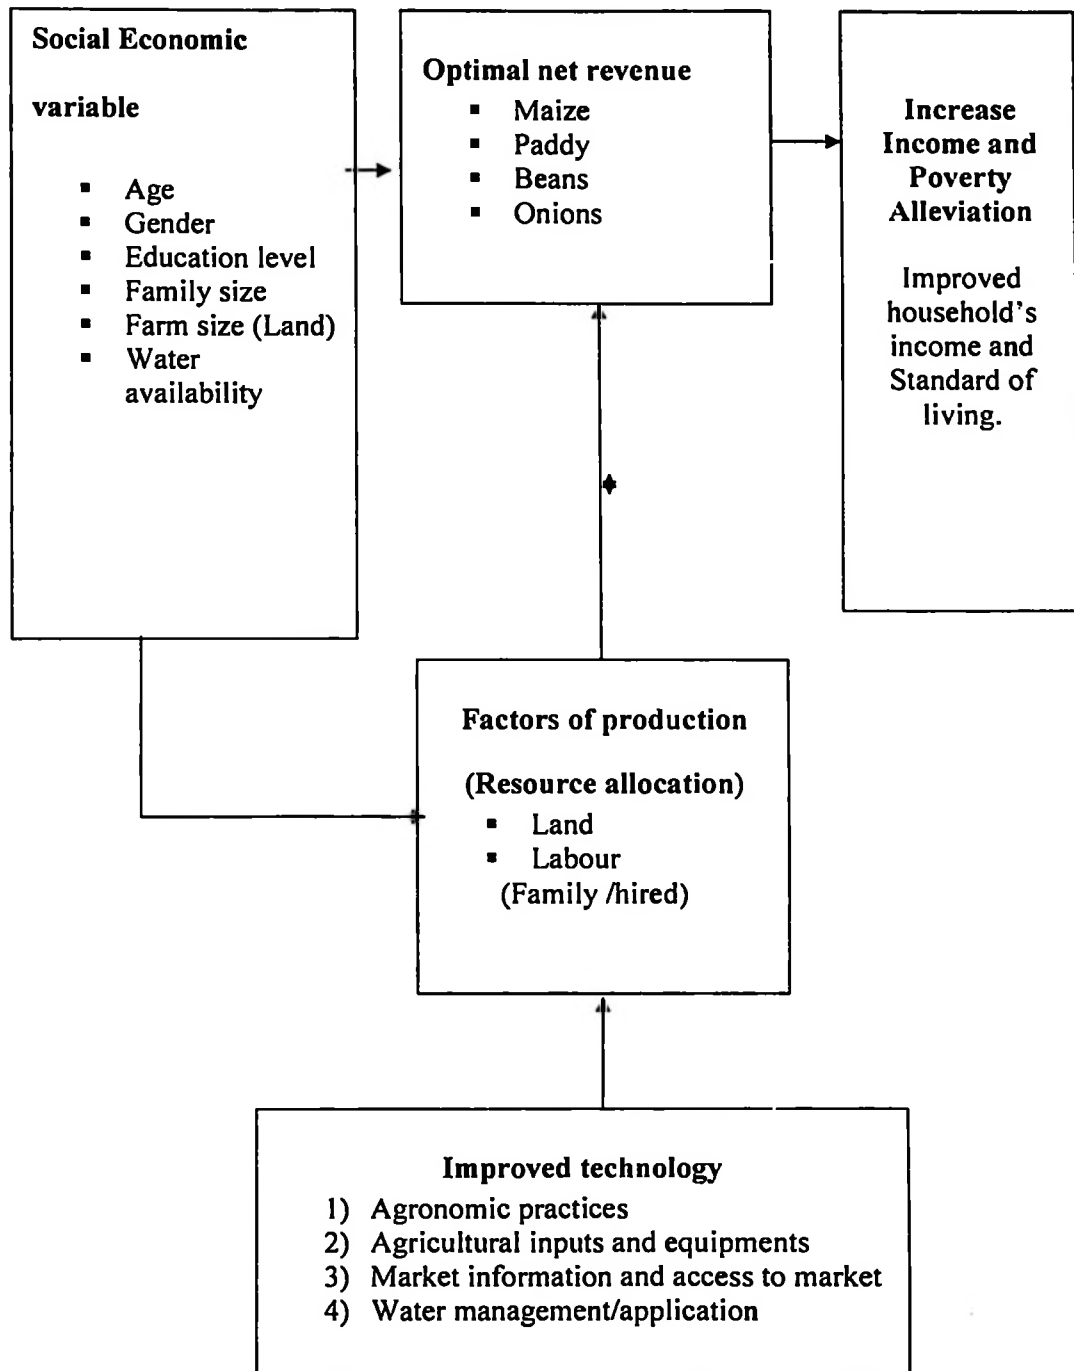 Social Economic
variable
▪ Age
▪ Gender
▪ Education level
▪ Family size
▪ Farm size (Land)
▪ Water
availability
Optimal net revenue
▪ Maize
▪ Paddy
▪ Beans
▪ Onions
Increase
Income and
Poverty
Alleviation
Improved
household's
income and
Standard of
living.
Factors of production
(Resource allocation)
▪ Land
▪ Labour
(Family /hired)
Improved technology
1) Agronomic practices
2) Agricultural inputs and equipments
3) Market information and access to market
4) Water management/application